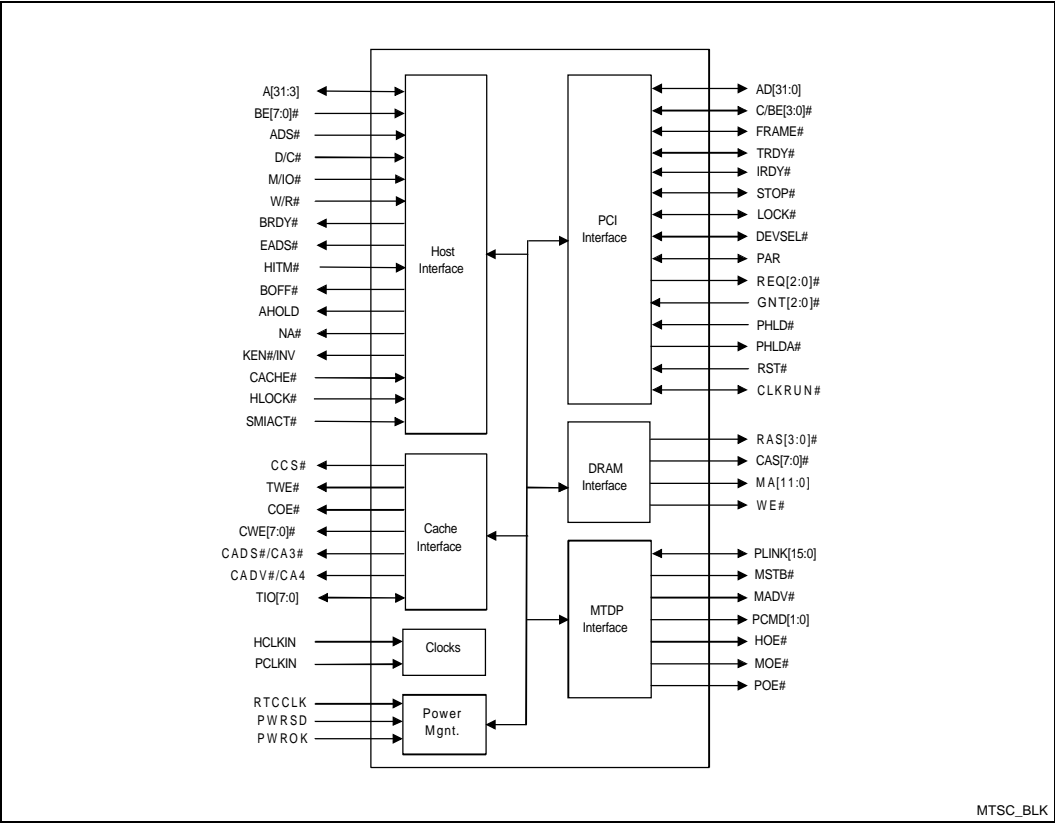 A[31:3]
BE[7:0]#
ADS#
D/C#
M/IO#
W/R#
BRDY#
EADS#
HITM#
BOFF#
AHOLD
NA#
KEN#/INV
CACHE#
HLOCK#
SMIACT#
Host
Interface
CCS#
TWE#
COE#
CWE[7:0]#
CADS#/CA3#
CADV#/CA4
TIO[7:0]
Cache
Interface
HCLKIN
PCLKIN
Clocks
RTCCLK
PWRSD
PWROK
Power
Mgnt.
PCI
Interface
AD[31:0]
C/BE[3:0]#
FRAME#
TRDY#
IRDY#
STOP#
LOCK#
DEVSEL#
PAR
REQ[2:0]#
GNT[2:0]#
PHLD#
PHLDA#
RST#
CLKRUN#
DRAM
Interface
RAS[3:0]#
CAS[7:0]#
MA[11:0]
WE#
MTDP
Interface
PLINK[15:0]
MSTB#
MADV#
PCMD[1:0]
HOE#
MOE#
POE#
MTSC_BLK